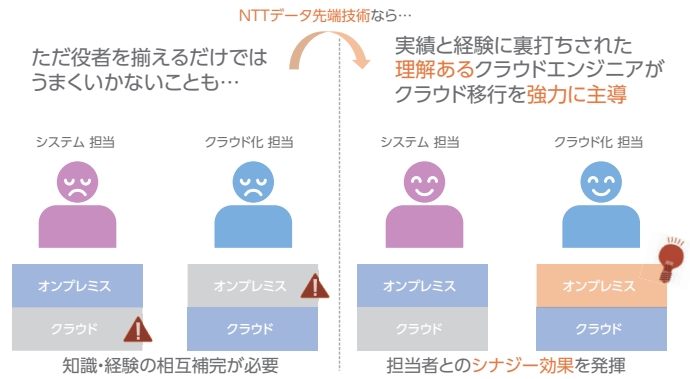 NTTデータ先端技術なら…
ただ役者を揃えるだけでは
うまくいかないことも…
実績と経験に裏打ちされた
理解あるクラウドエンジニアが
クラウド移行を強力に主導
システム 担当
クラウド化 担当
システム 担当
クラウド化 担当
オンプレミス
クラウド
オンプレミス
クラウド
オンプレミス
クラウド
オンプレミス
クラウド
知識・経験の相互補完が必要
担当者とのシナジー効果を発揮